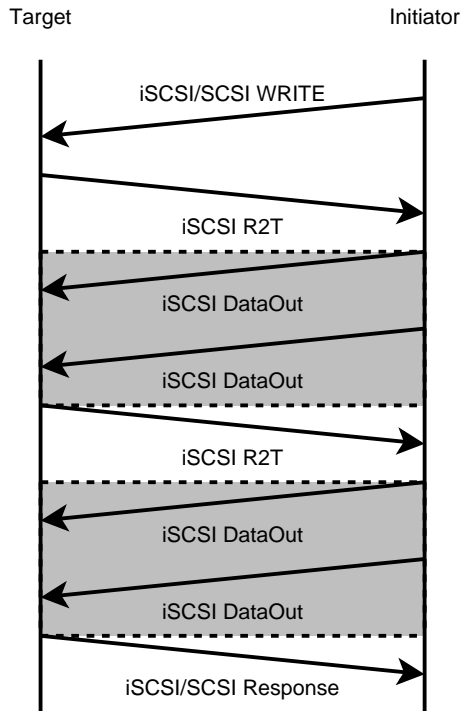 Target
Initiator
iSCSI/SCSI WRITE
iSCSI R2T
iSCSI DataOut
iSCSI DataOut
iSCSI R2T
iSCSI DataOut
iSCSI DataOut
iSCSI/SCSI Response